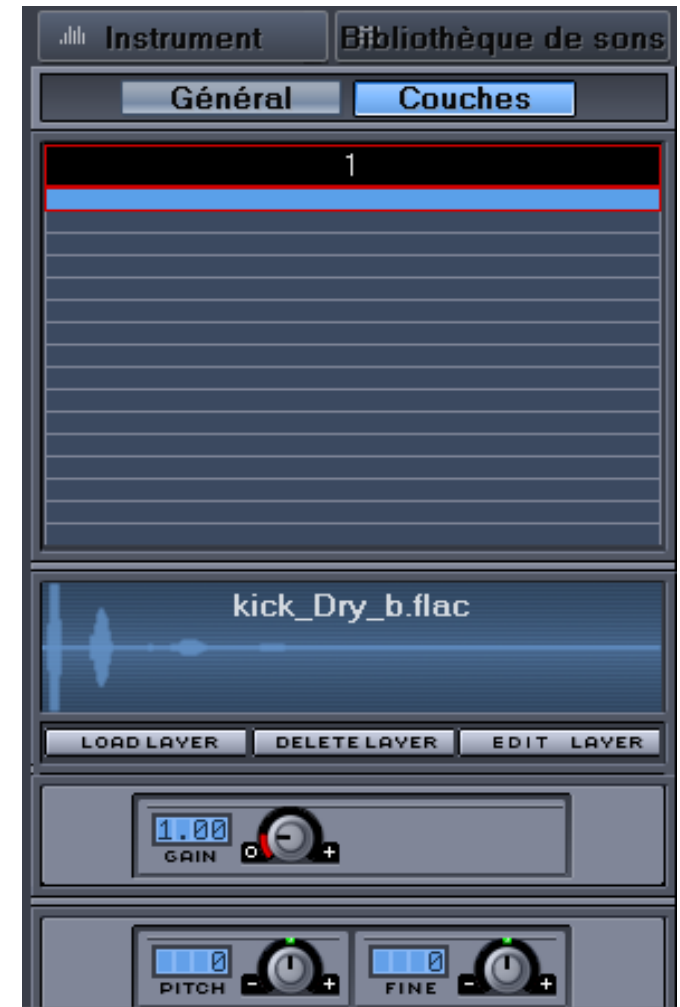 Instrument Bibliothèque de sons
Général Couches
1
kick_Dry_b.flac
LOAD LAYER DELETE LAYER EDIT LAYER
1.00
GAIN
0 0
PITCH FINE